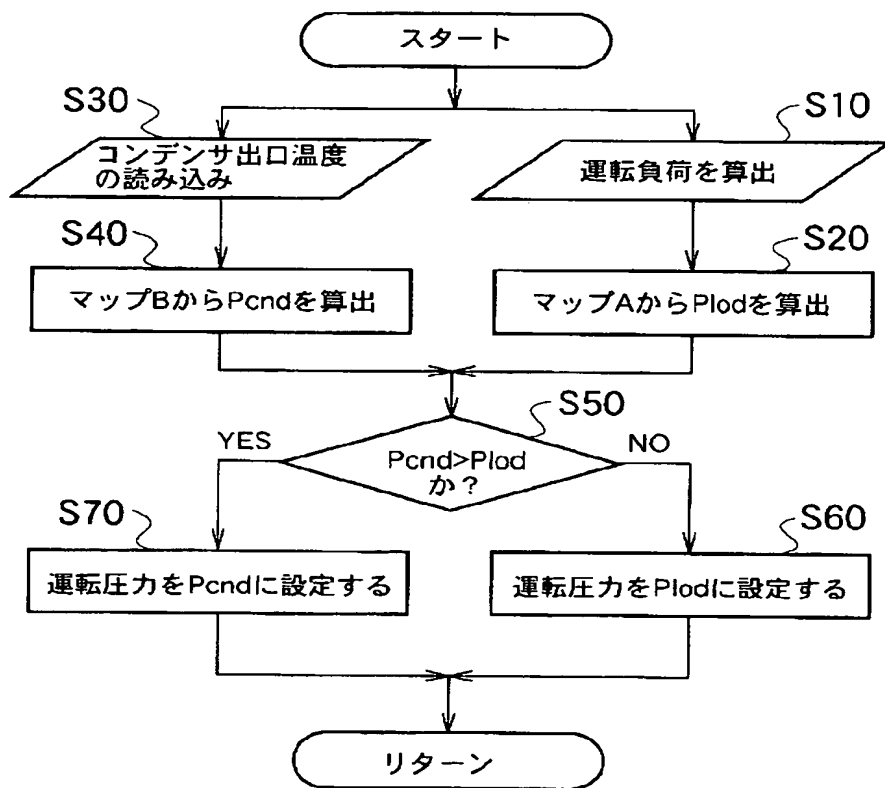 スタート
S30
コンデンサ出口温度
の読み込み
S10
運転負荷を算出
S40
マップBからPcndを算出
S20
マップAからPlodを算出
S50
Pcnd>Plod
か？
YES
NO
S70
運転圧力をPcndに設定する
S60
運転圧力をPlodに設定する
リターン